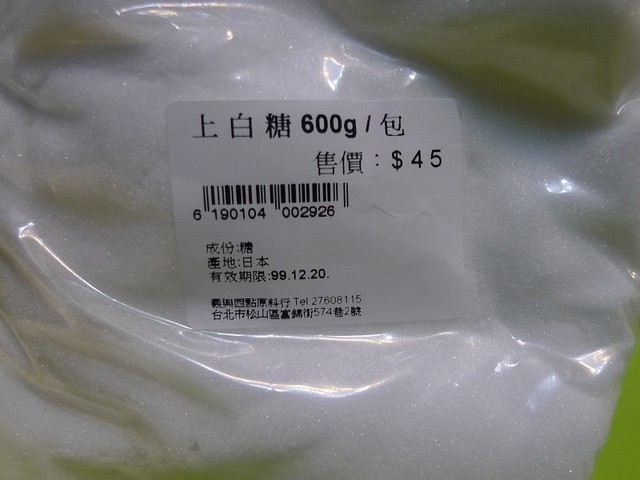 上白糖 600g / 包
售價：$45
6 190104 002926
成份:糖
產地:日本
有效期限:99.12.20.
義興西點原料行 Tel 27608115
台北市松山區富錦街574巷2號